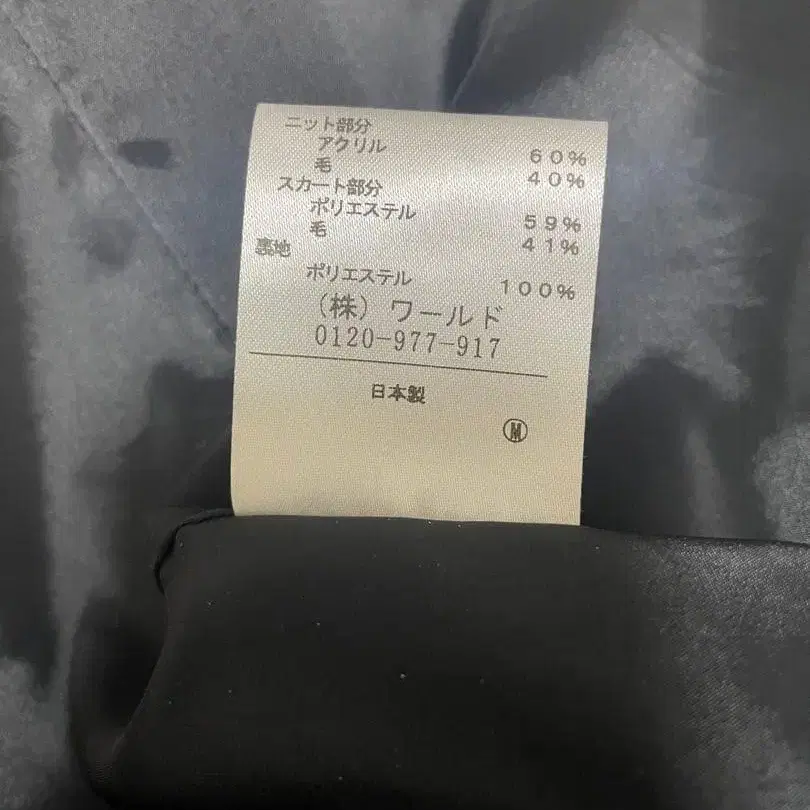 ニット部分
アクリル 60%
毛 40%
スカート部分
ポリエステル 59%
毛 41%
裏地
ポリエステル 100%
(株)ワールド
0120-977-917
日本製
Ⓜ